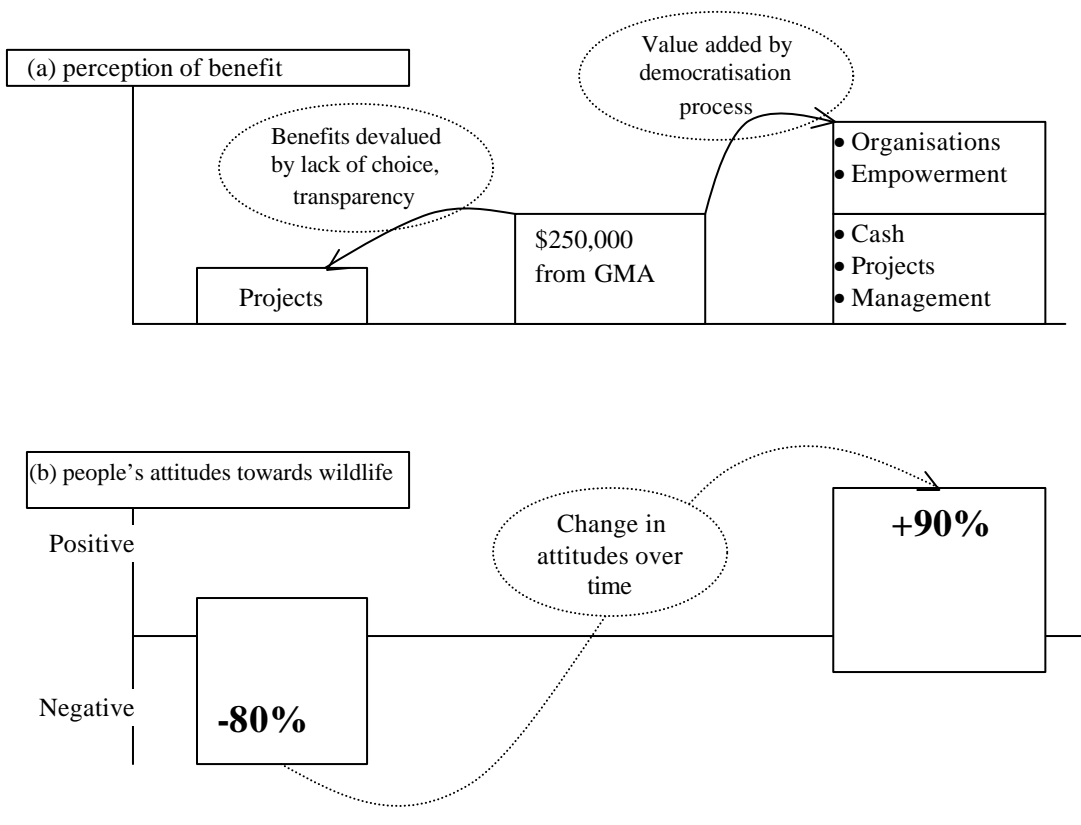 (a) perception of benefit
Value added by
democratisation
process
Benefits devalued
by lack of choice,
transparency
• Organisations
• Empowerment
$250,000
from GMA
• Cash
• Projects
• Management
Projects
(b) people’s attitudes towards wildlife
Positive
Change in
attitudes over
time
+90%
Negative
-80%